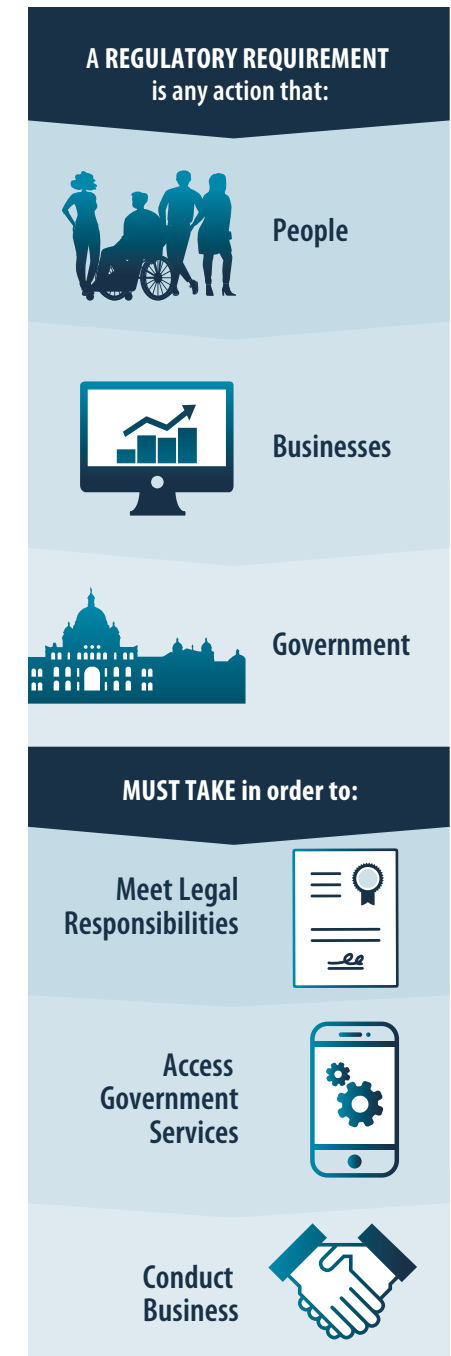 A REGULATORY REQUIREMENT
is any action that:
People
Businesses
Government
MUST TAKE in order to:
Meet Legal
Responsibilities
Access
Government
Services
Conduct
Business